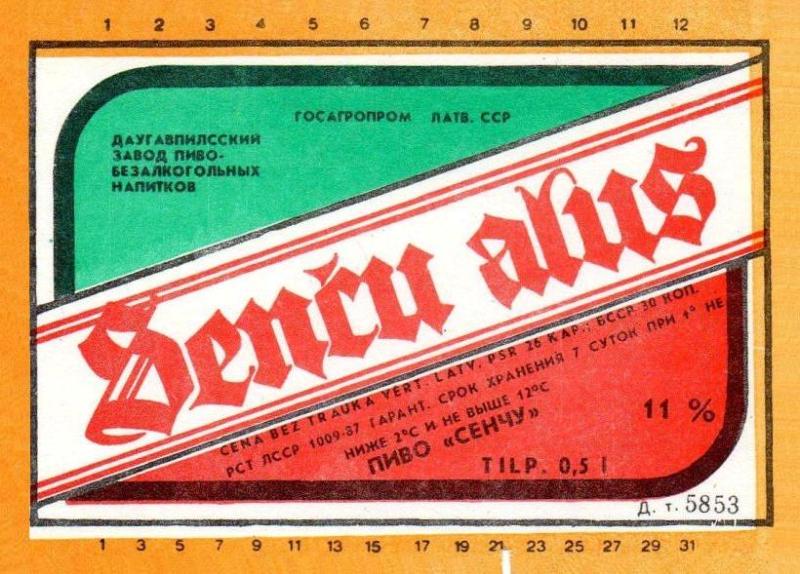 1 2 3 4 5 6 7 8 9 10 11 12
ГОСАГРОПРОМ ЛАТВ. ССР
ДАУГАВПИЛССКИЙ
ЗАВОД ПИВО-
БЕЗАЛКОГОЛЬНЫХ
НАПИТКОВ
Senču alus
CENA BEZ TRAUKA VĒRT. LATV. PSR 26 KAP.; БССР 30 КОП.
РСТ ЛССР 1009-87 ГАРАНТ. СРОК ХРАНЕНИЯ 7 СУТОК ПРИ t° НЕ
НИЖЕ 2°С И НЕ ВЫШЕ 12°С
ПИВО «СЕНЧУ»
11 %
TILP. 0,5 l
Д. т. 5853
1 3 5 7 9 11 13 15 17 19 21 23 25 27 29 31